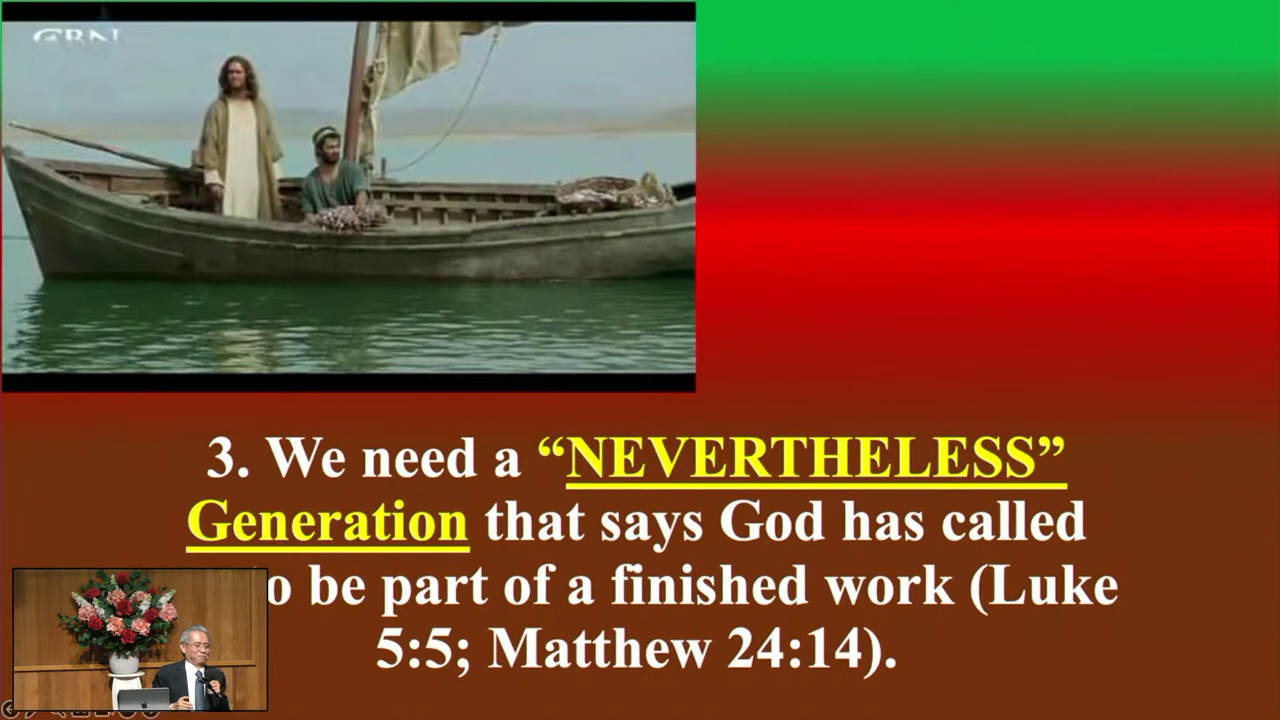 CBN
3. We need a “NEVERTHELESS”
Generation that says God has called
to be part of a finished work (Luke
5:5; Matthew 24:14).